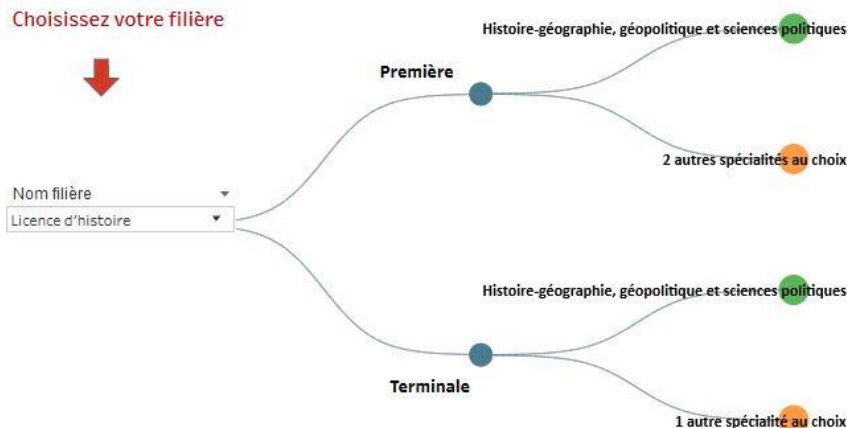 Choisissez votre filière
Histoire-géographie, géopolitique et sciences politiques
Première
2 autres spécialités au choix
Nom filière
Licence d'histoire
Histoire-géographie, géopolitique et sciences politiques
Terminale
1 autre spécialité au choix